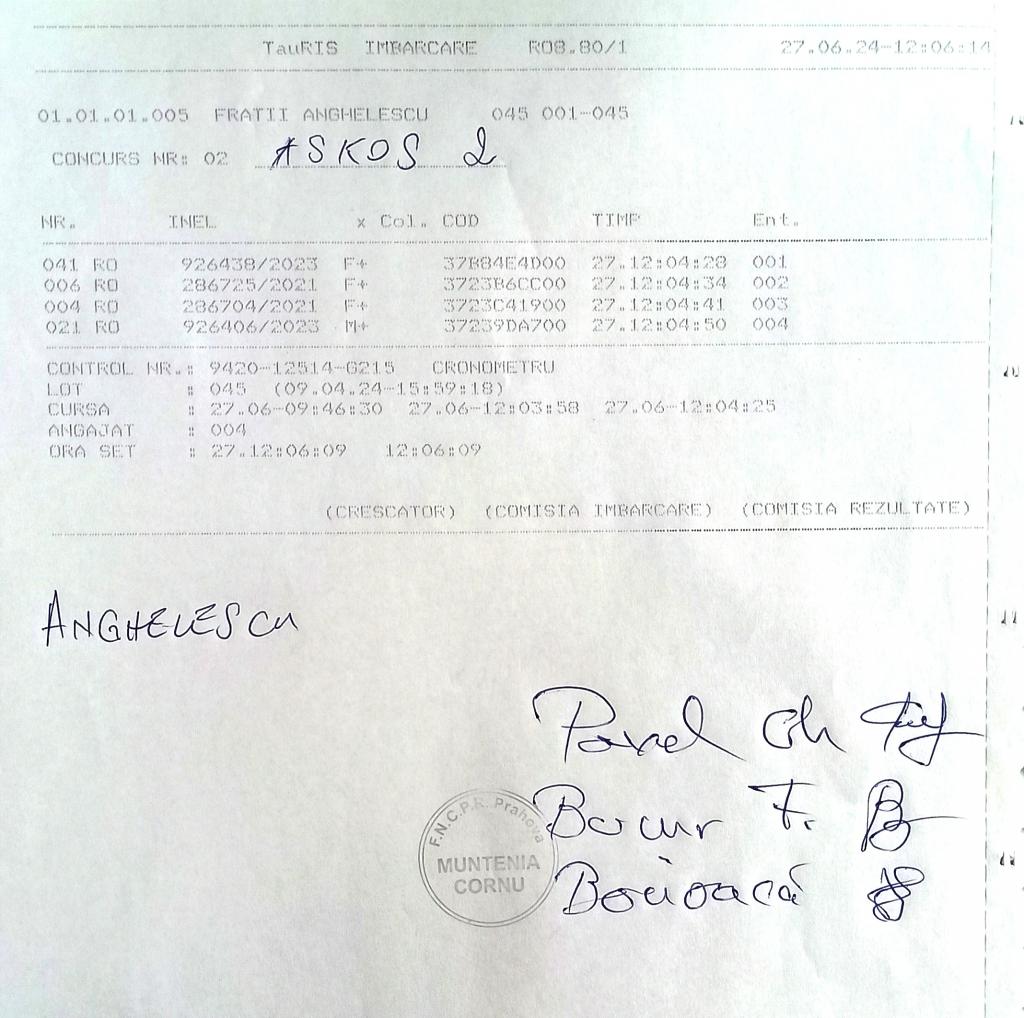 TauRIS IMBARCARE R08.80/1 27.06.24-12:06:14
01.01.01.005 FRATII ANGHELESCU 045 001-045
CONCURS NR: 02 ASKOS 2
NR. INEL x Col. COD TIMP Ent.
041 RO 926438/2023 F+ 37B84E4D00 27.12:04:28 001
006 RO 286725/2021 F+ 3723B6CC00 27.12:04:34 002
004 RO 286704/2021 F+ 3723C41900 27.12:04:41 003
021 RO 926406/2023 M+ 37239DA700 27.12:04:50 004
CONTROL NR.: 9420-12514-G215 CRONOMETRU
LOT : 045 (09.04.24-15:59:18)
CURSA : 27.06-09:46:30 27.06-12:03:58 27.06-12:04:25
ANGAJAT : 004
ORA SET : 27.12:06:09 12:06:09
(CRESCATOR) (COMISIA IMBARCARE) (COMISIA REZULTATE)
ANGHELESCU
Pavel Gh
F.N.C.P.R. Prahova
MUNTENIA
CORNU
Bucur F. B